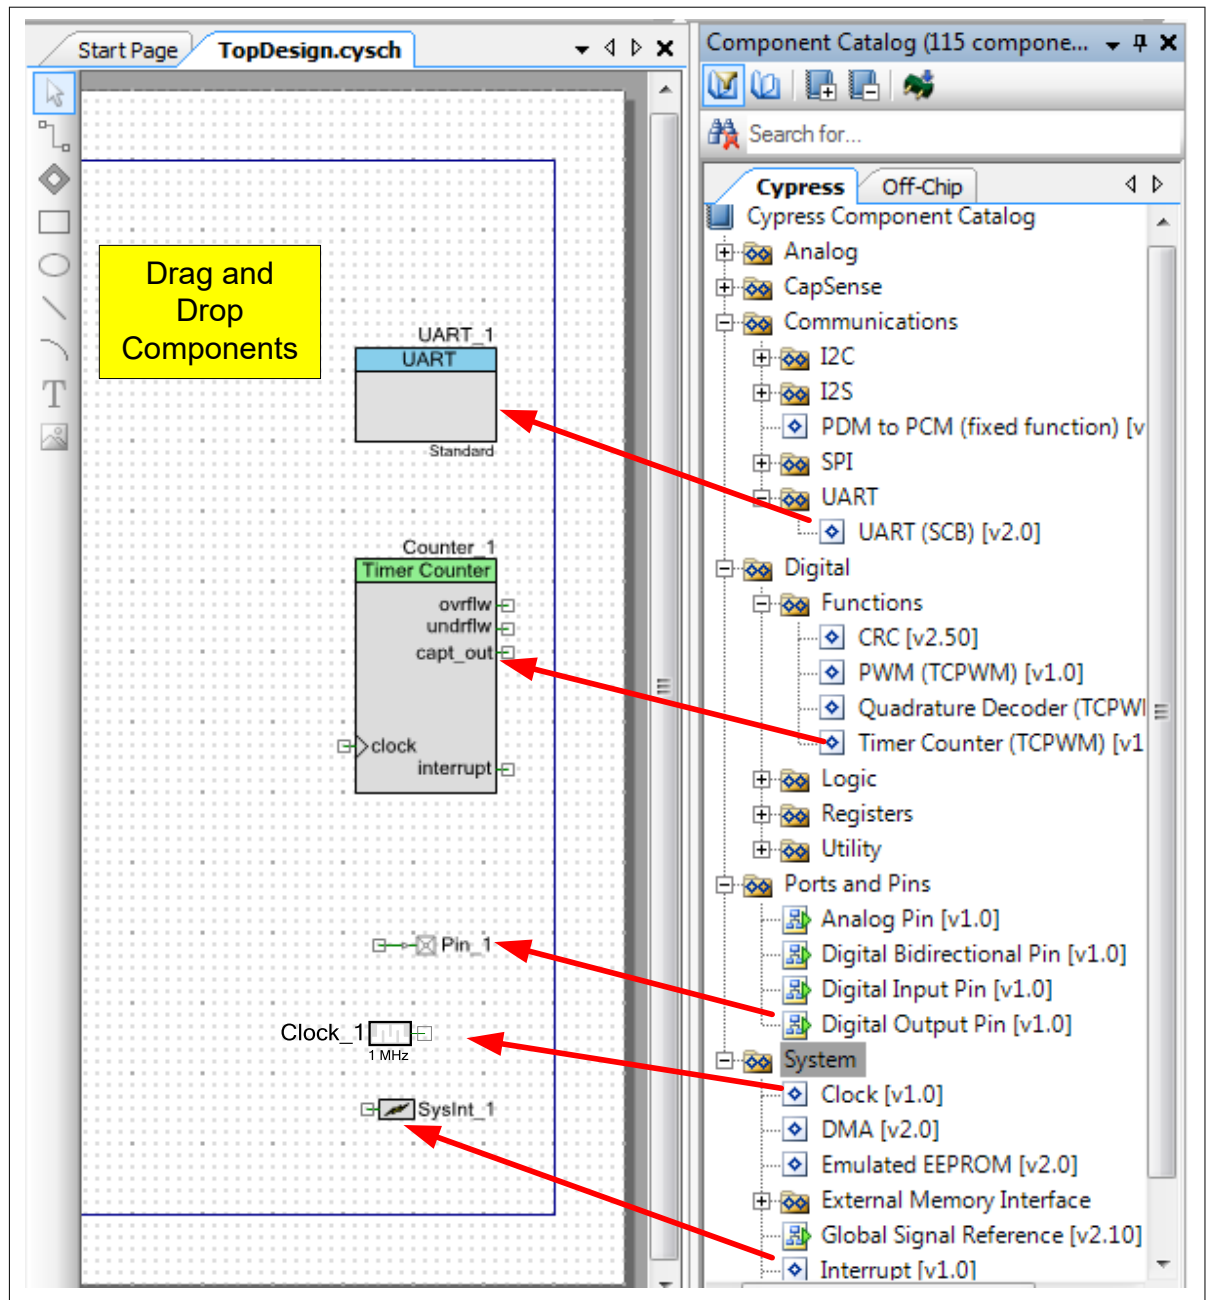 Start Page
TopDesign.cysch
Drag and
Drop
Components
UART_1
UART
Standard
Counter_1
Timer Counter
ovrflw
undrflw
capt_out
clock
interrupt
Pin_1
Clock_1
1 MHz
SysInt_1
Component Catalog (115 compone...
Search for...
Cypress
Off-Chip
Cypress Component Catalog
Analog
CapSense
Communications
I2C
I2S
PDM to PCM (fixed function) [v
SPI
UART
UART (SCB) [v2.0]
Digital
Functions
CRC [v2.50]
PWM (TCPWM) [v1.0]
Quadrature Decoder (TCPWI
Timer Counter (TCPWM) [v1
Logic
Registers
Utility
Ports and Pins
Analog Pin [v1.0]
Digital Bidirectional Pin [v1.0]
Digital Input Pin [v1.0]
Digital Output Pin [v1.0]
System
Clock [v1.0]
DMA [v2.0]
Emulated EEPROM [v2.0]
External Memory Interface
Global Signal Reference [v2.10]
Interrupt [v1.0]